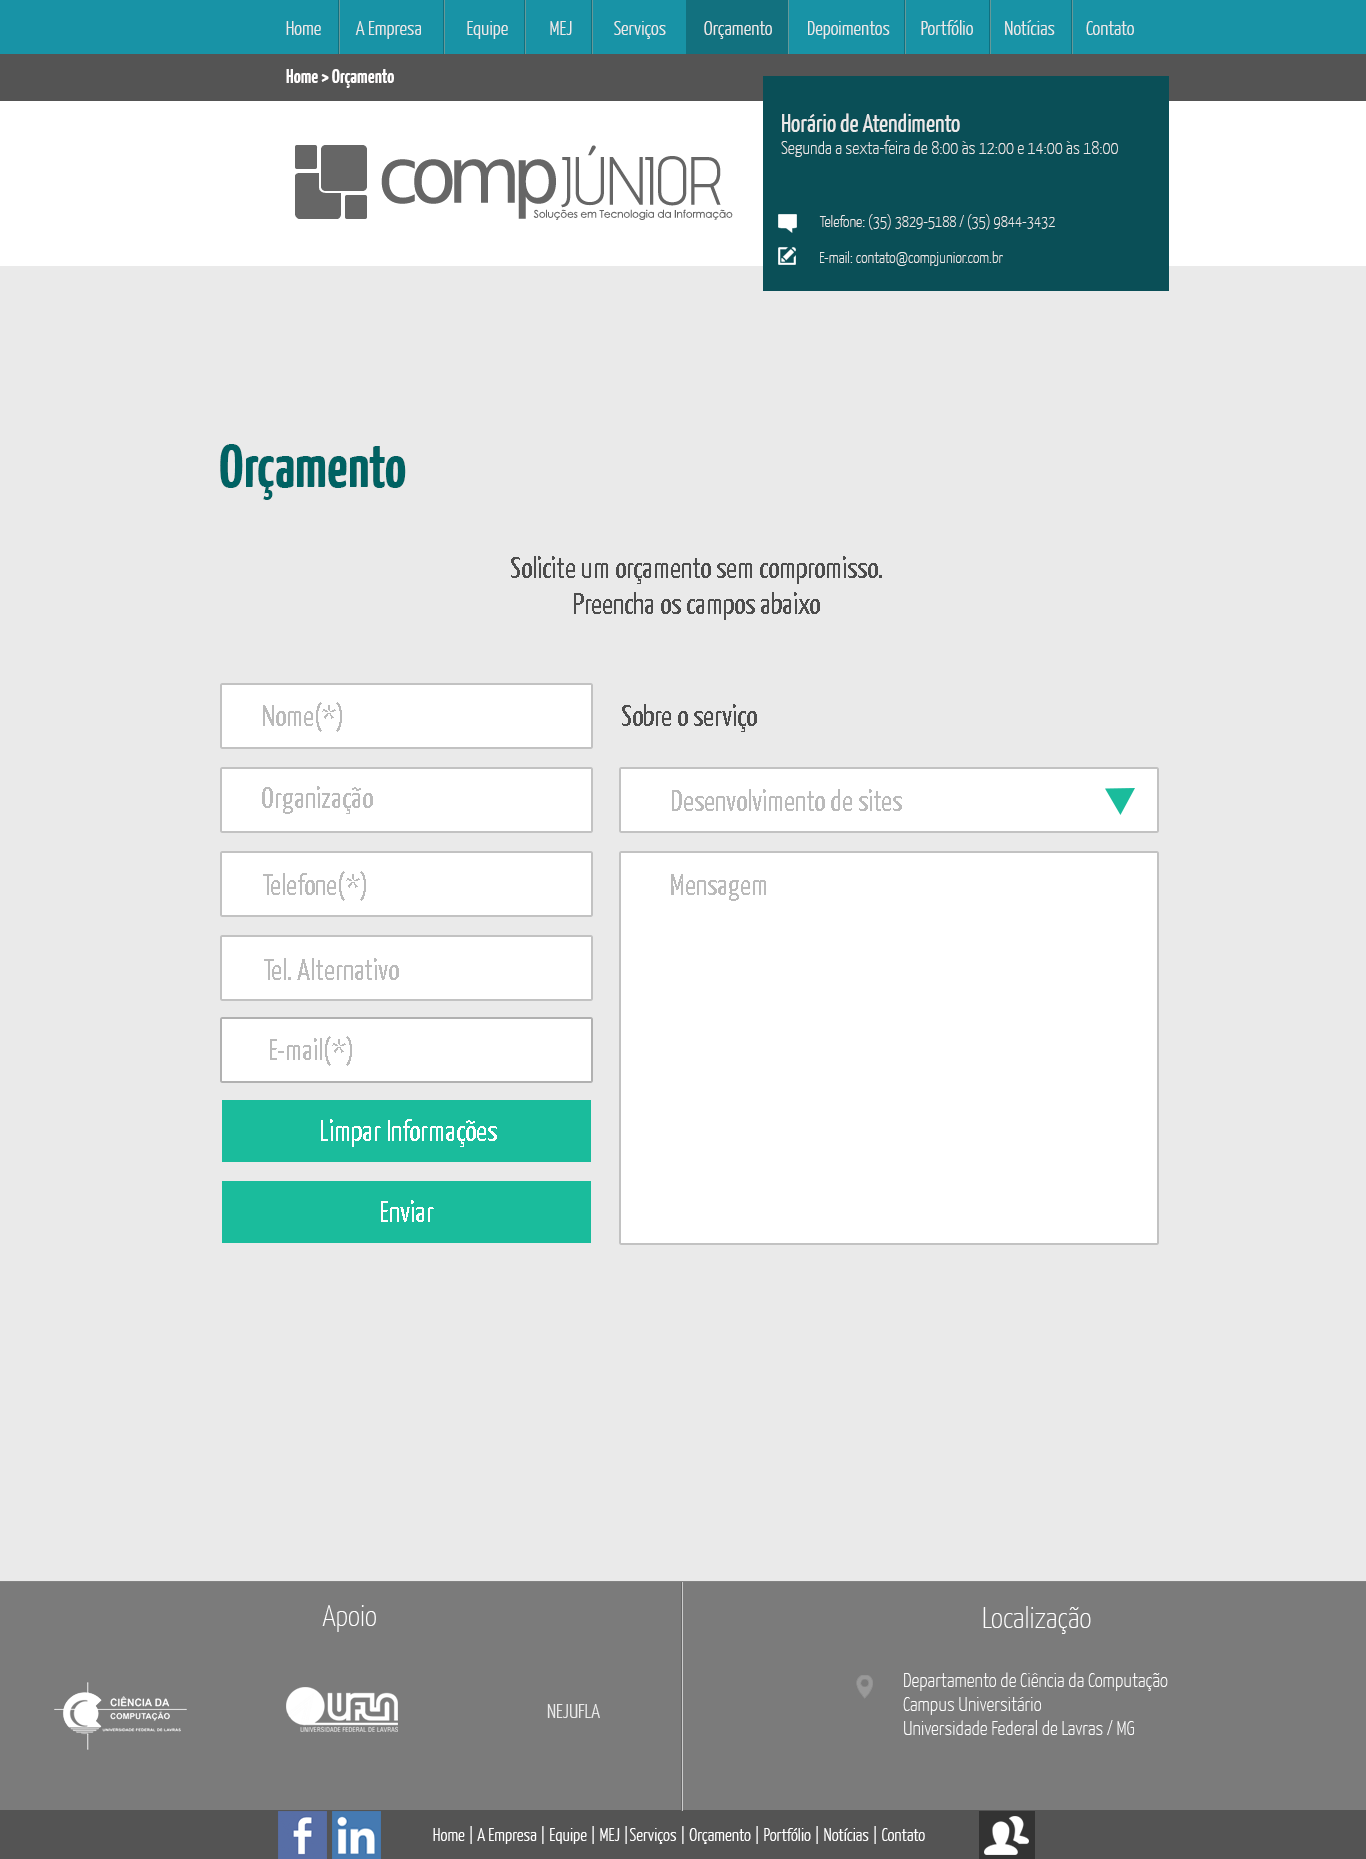 Home A Empresa Equipe MEJ Serviços Orçamento Depoimentos Portfólio Notícias Contato
Home > Orçamento
compJÚNIOR
Soluções em Tecnologia da Informação
Horário de Atendimento
Segunda a sexta-feira de 8:00 às 12:00 e 14:00 às 18:00
Telefone: (35) 3829-5188 / (35) 9844-3432
E-mail: contato@compjunior.com.br
Orçamento
Solicite um orçamento sem compromisso.
Preencha os campos abaixo
Nome(*)
Organização
Telefone(*)
Tel. Alternativo
E-mail(*)
Limpar Informações
Enviar
Sobre o serviço
Desenvolvimento de sites
Mensagem
Apoio
CIÊNCIA DA
COMPUTAÇÃO
UNIVERSIDADE FEDERAL DE LAVRAS
UFLA
UNIVERSIDADE FEDERAL DE LAVRAS
NEJUFLA
Localização
Departamento de Ciência da Computação
Campus Universitário
Universidade Federal de Lavras / MG
f in
Home | A Empresa | Equipe | MEJ |Serviços | Orçamento | Portfólio | Notícias | Contato